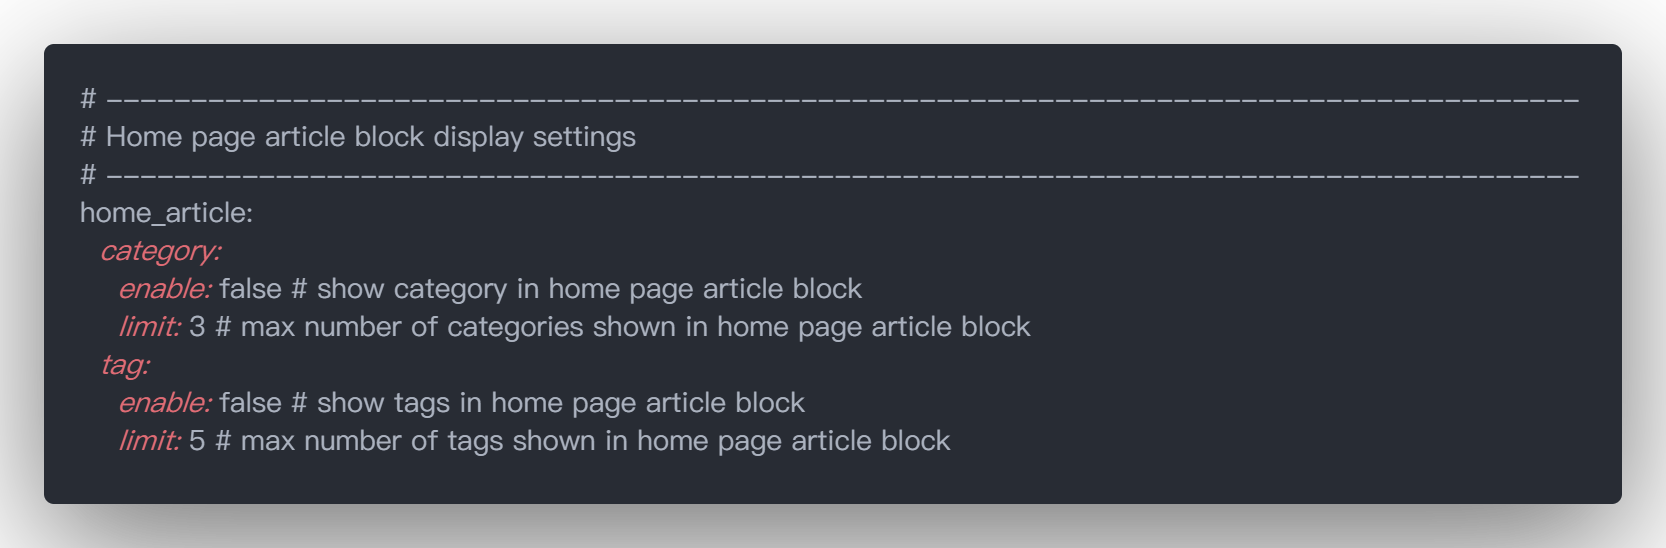 # ---------------------------------------------------------------------------------------
# Home page article block display settings
# ---------------------------------------------------------------------------------------
home_article:
  category:
    enable: false # show category in home page article block
    limit: 3 # max number of categories shown in home page article block
  tag:
    enable: false # show tags in home page article block
    limit: 5 # max number of tags shown in home page article block